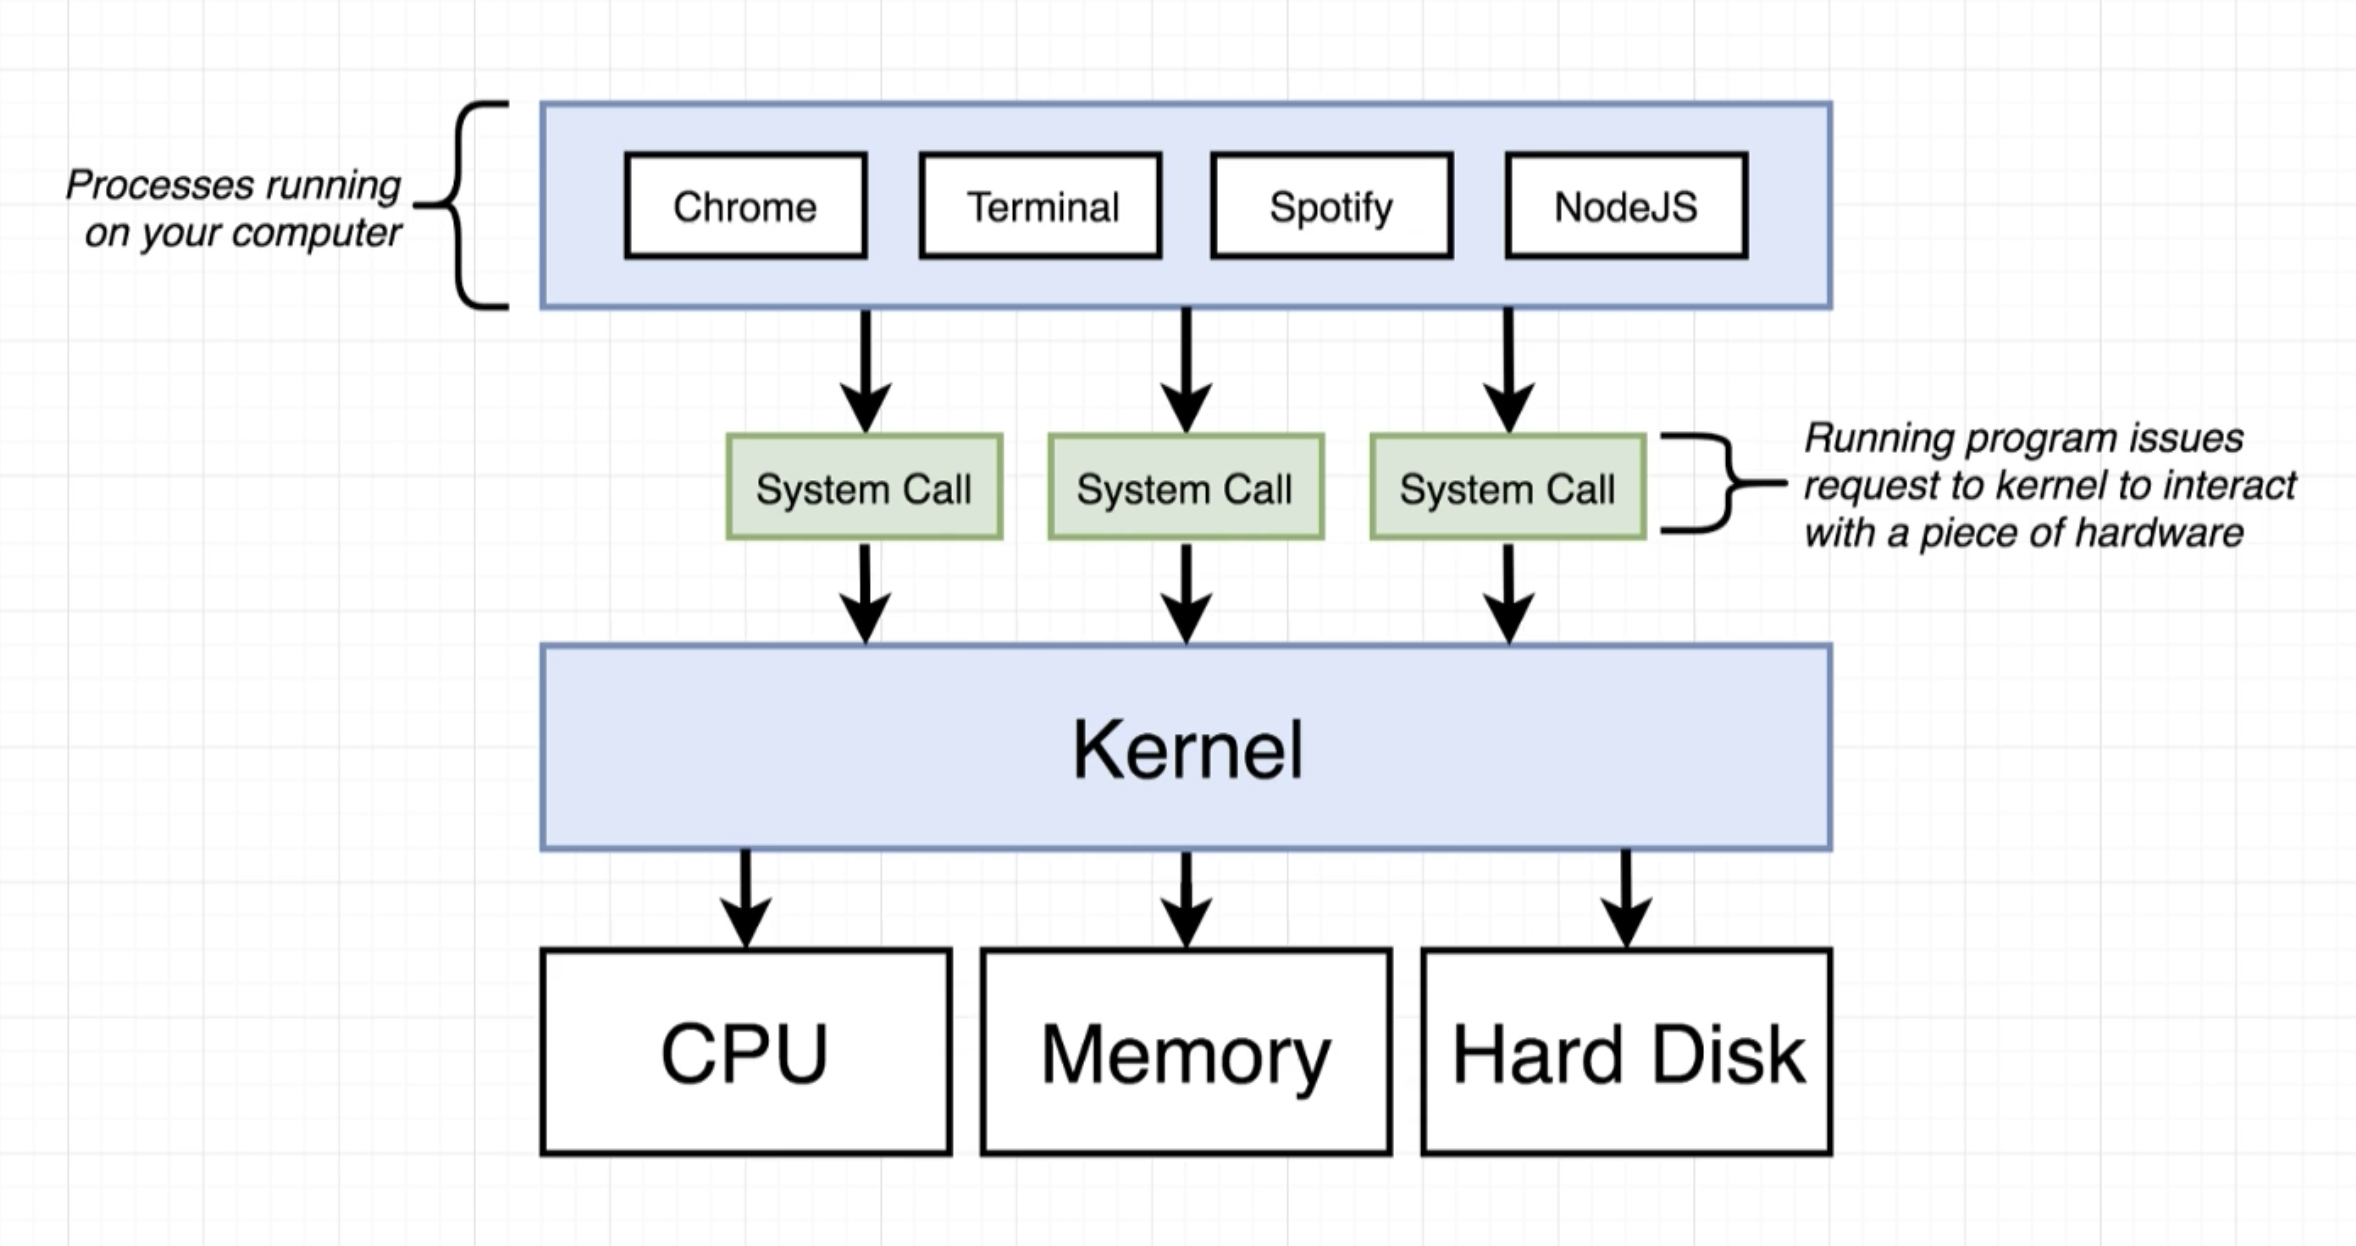 Processes running
on your computer
Chrome
Terminal
Spotify
NodeJS
System Call
System Call
System Call
Running program issues
request to kernel to interact
with a piece of hardware
Kernel
CPU
Memory
Hard Disk